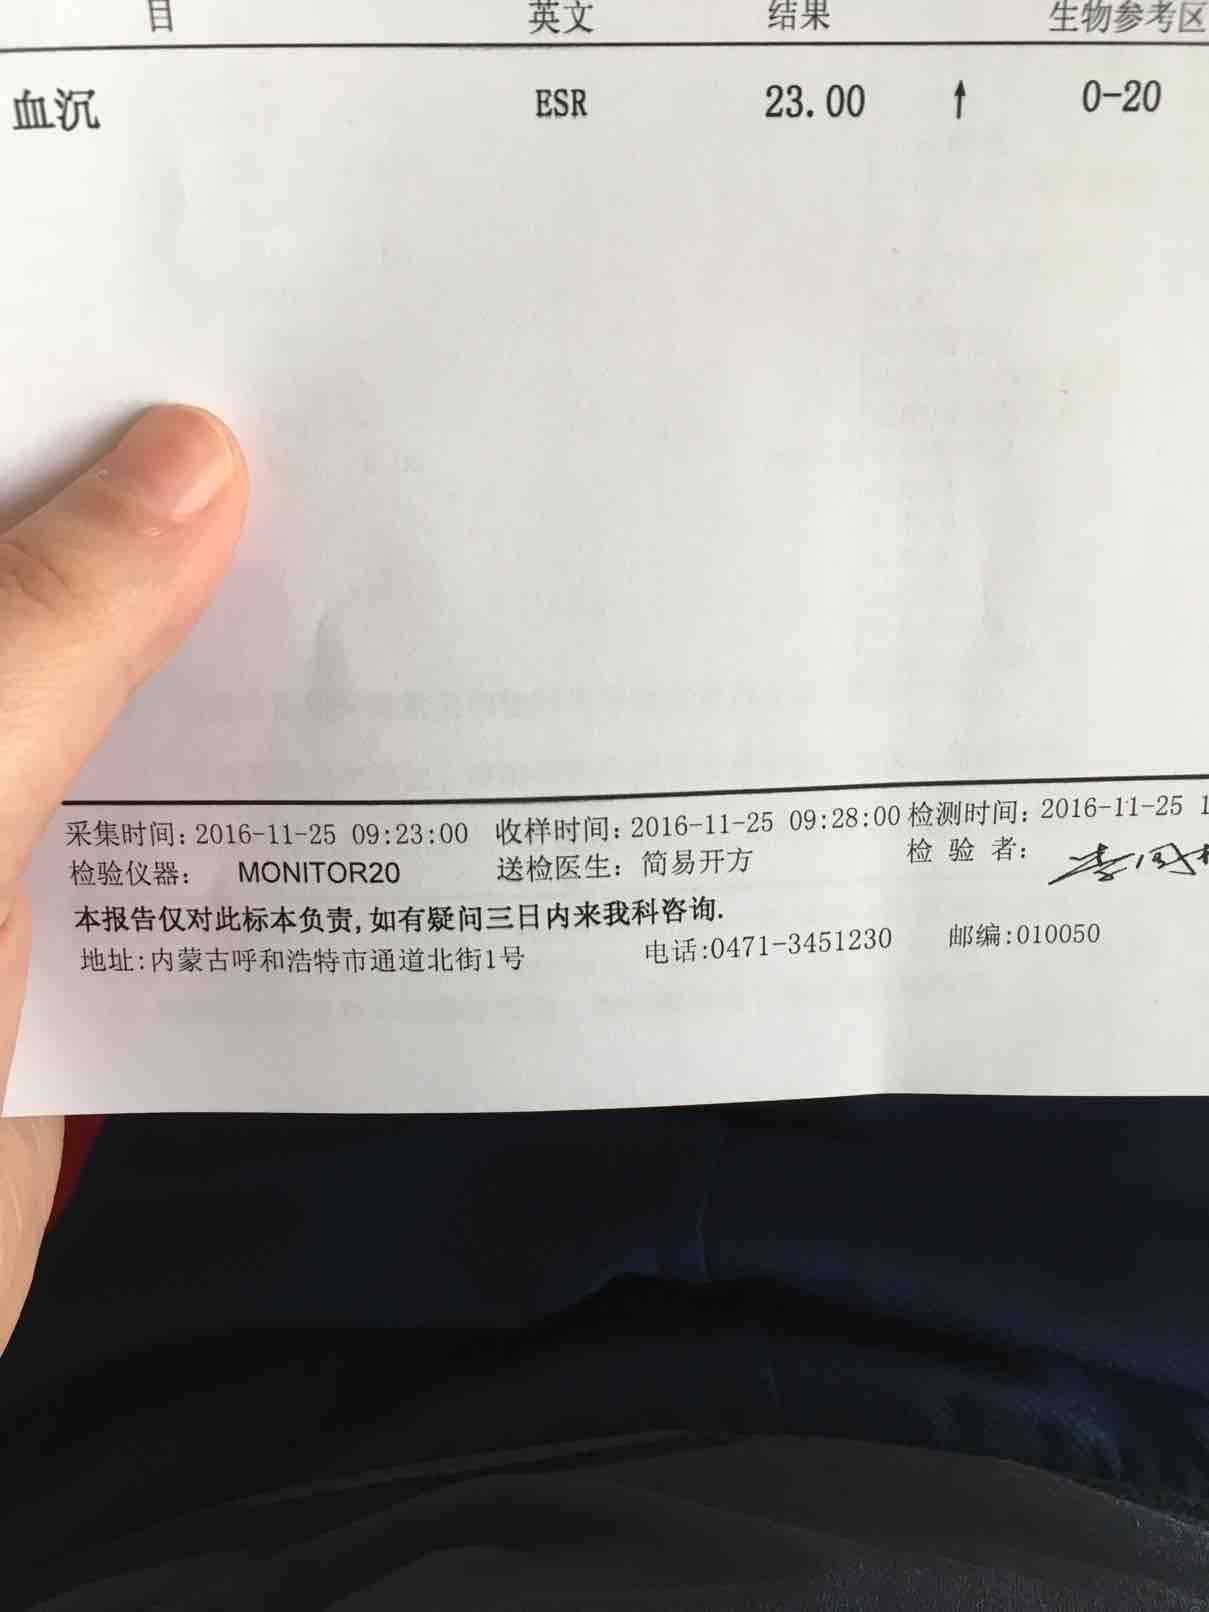 目 英文 结果 生物参考区
血沉 ESR 23.00 ↑ 0-20
采集时间: 2016-11-25 09:23:00 收样时间: 2016-11-25 09:28:00 检测时间: 2016-11-25 1
检验仪器: MONITOR20 送检医生: 简易开方 检 验 者:
本报告仅对此标本负责,如有疑问三日内来我科咨询.
地址:内蒙古呼和浩特市通道北街1号 电话:0471-3451230 邮编:010050